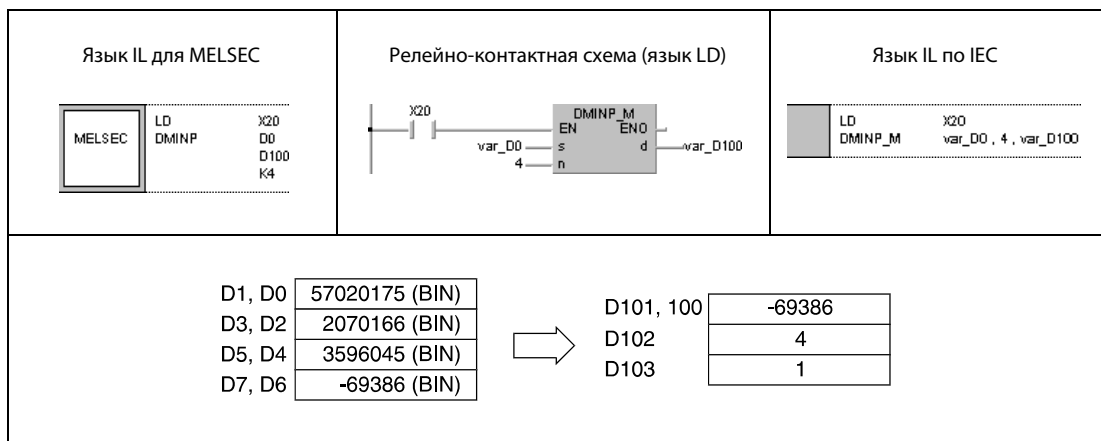 Язык IL для MELSEC
MELSEC
LD X20
DMINP D0
D100
K4
Релейно-контактная схема (язык LD)
X20
DMINP_M
EN ENO
var_D0 s d var_D100
4 n
Язык IL по IEC
LD X20
DMINP_M var_D0 , 4 , var_D100
D1, D0 57020175 (BIN)
D3, D2 2070166 (BIN)
D5, D4 3596045 (BIN)
D7, D6 -69386 (BIN)
D101, 100 -69386
D102 4
D103 1